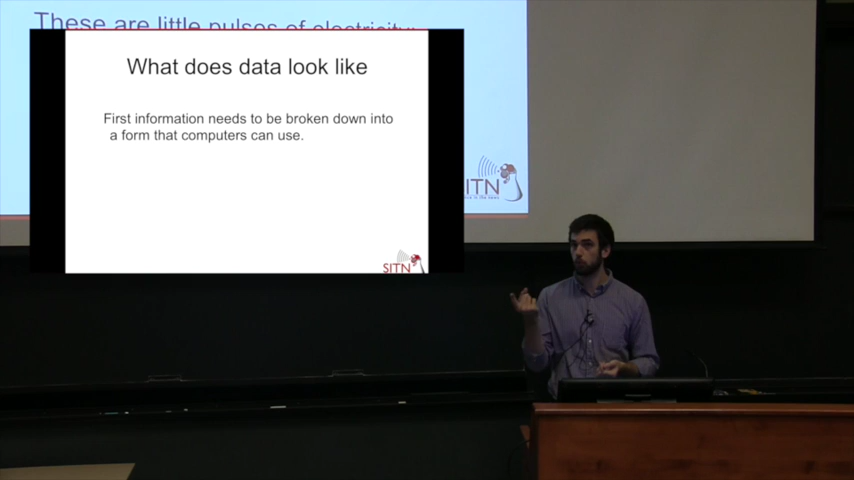 These are little pulses of electricity:
What does data look like
First information needs to be broken down into
a form that computers can use.
SITN
ITN